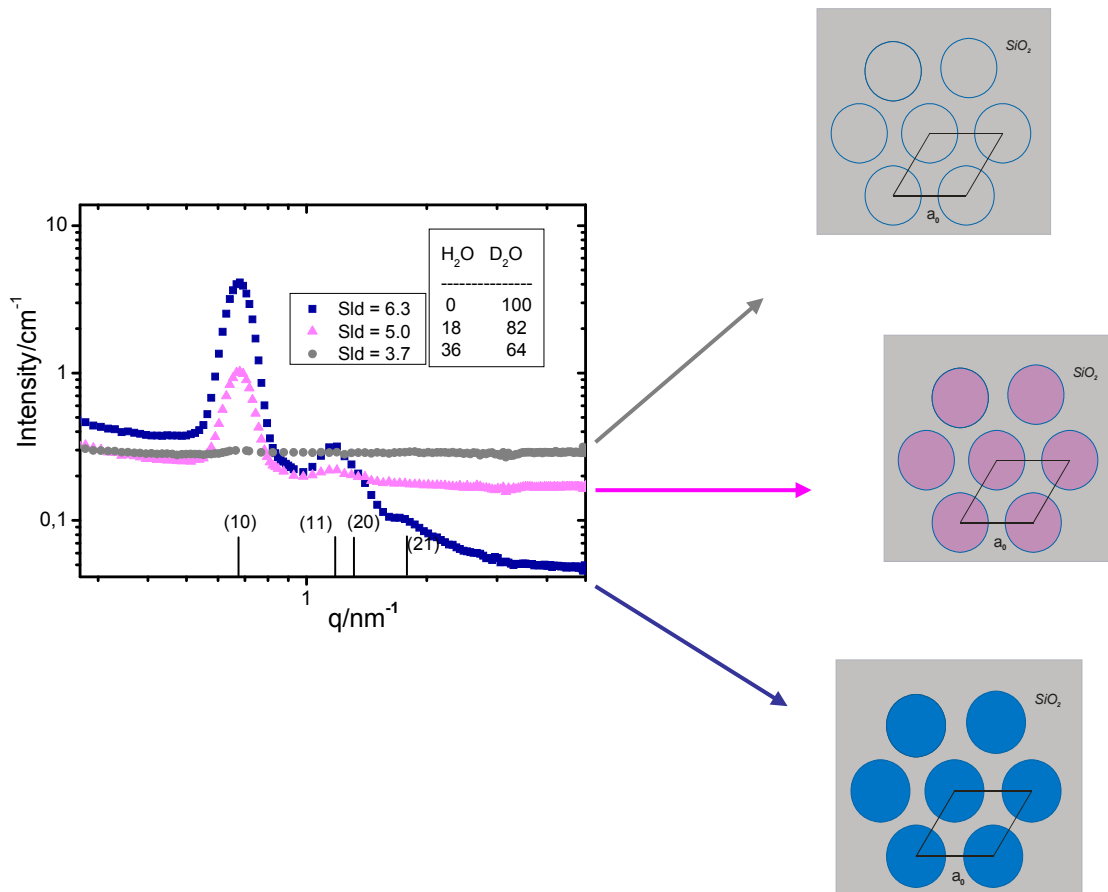 SiO₂
a₀
10
1
0,1
Intensity/cm⁻¹
Sld = 6.3
Sld = 5.0
Sld = 3.7
H₂O D₂O
---------------
0 100
18 82
36 64
(10)
(11)
(20)
(21)
1
q/nm⁻¹
SiO₂
a₀
SiO₂
a₀